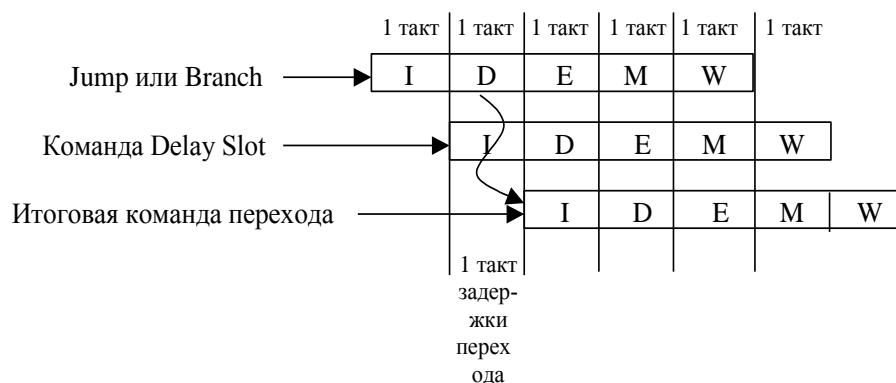 1 такт 1 такт 1 такт 1 такт 1 такт 1 такт
Jump или Branch I D E M W
Команда Delay Slot I D E M W
Итоговая команда перехода I D E M W
1 такт
задер-
жки
перех
ода